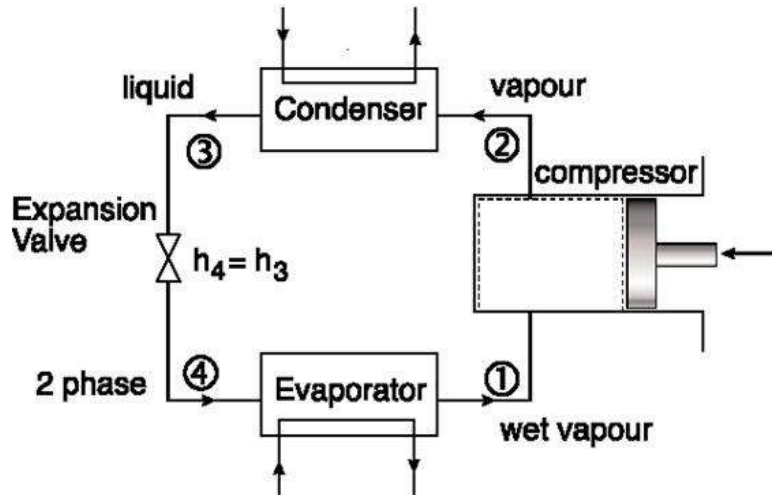 liquid
Condenser
vapour
③
②
compressor
Expansion
Valve
h₄ = h₃
2 phase
④
Evaporator
①
wet vapour